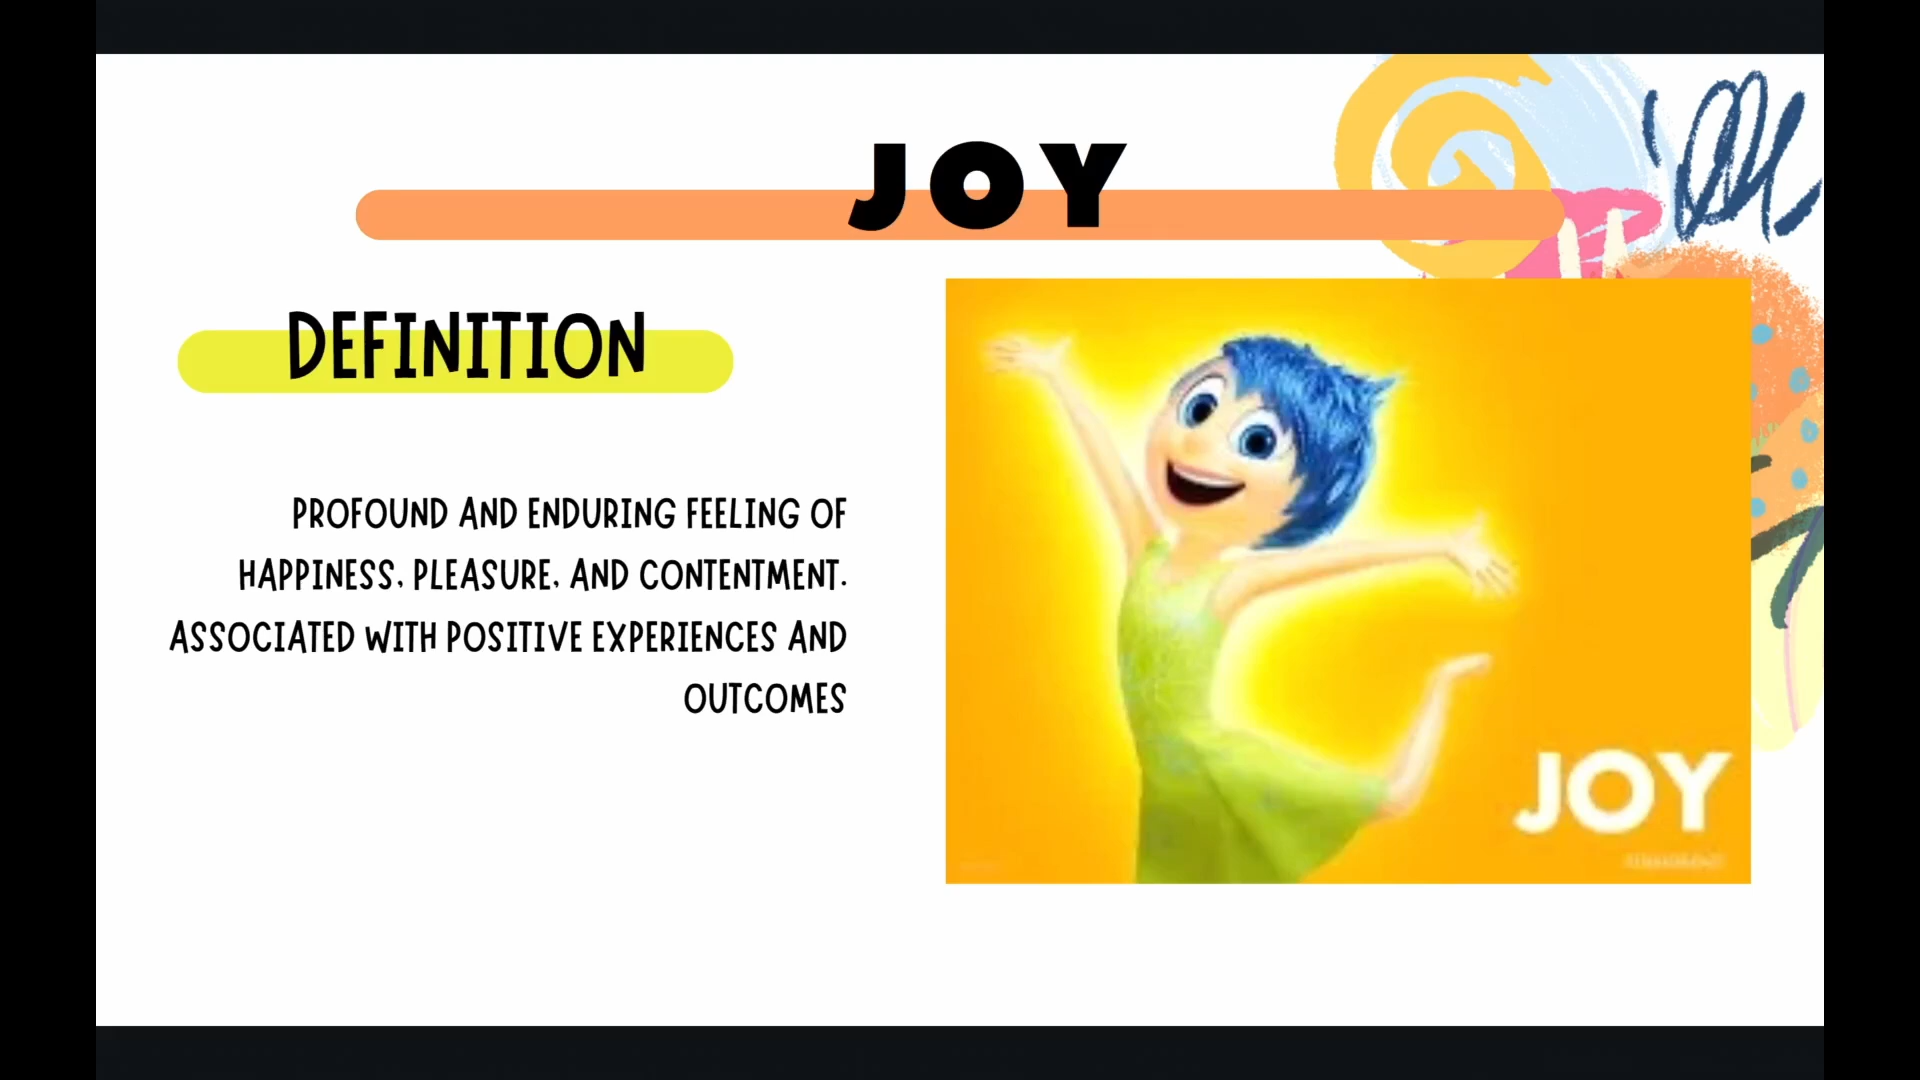 JOY
DEFINITION
PROFOUND AND ENDURING FEELING OF
HAPPINESS, PLEASURE, AND CONTENTMENT.
ASSOCIATED WITH POSITIVE EXPERIENCES AND
OUTCOMES
JOY